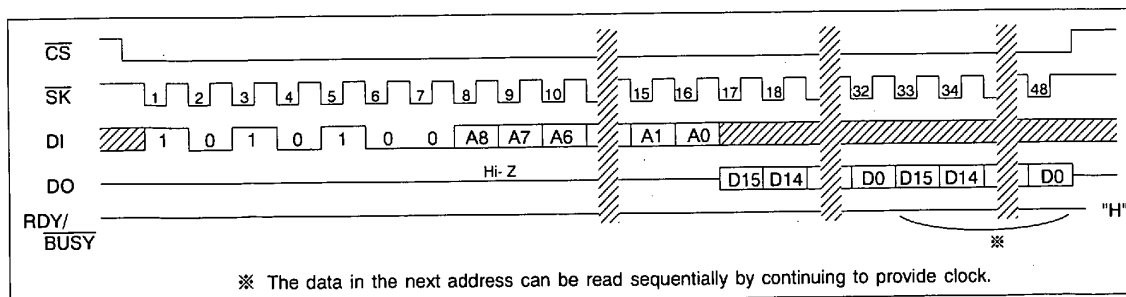 CS
SK 1 2 3 4 5 6 7 8 9 10 15 16 17 18 32 33 34 48
DI 1 0 1 0 1 0 0 A8 A7 A6 A1 A0
DO Hi-Z D15 D14 D0 D15 D14 D0
RDY/
BUSY "H"
※
※ The data in the next address can be read sequentially by continuing to provide clock.